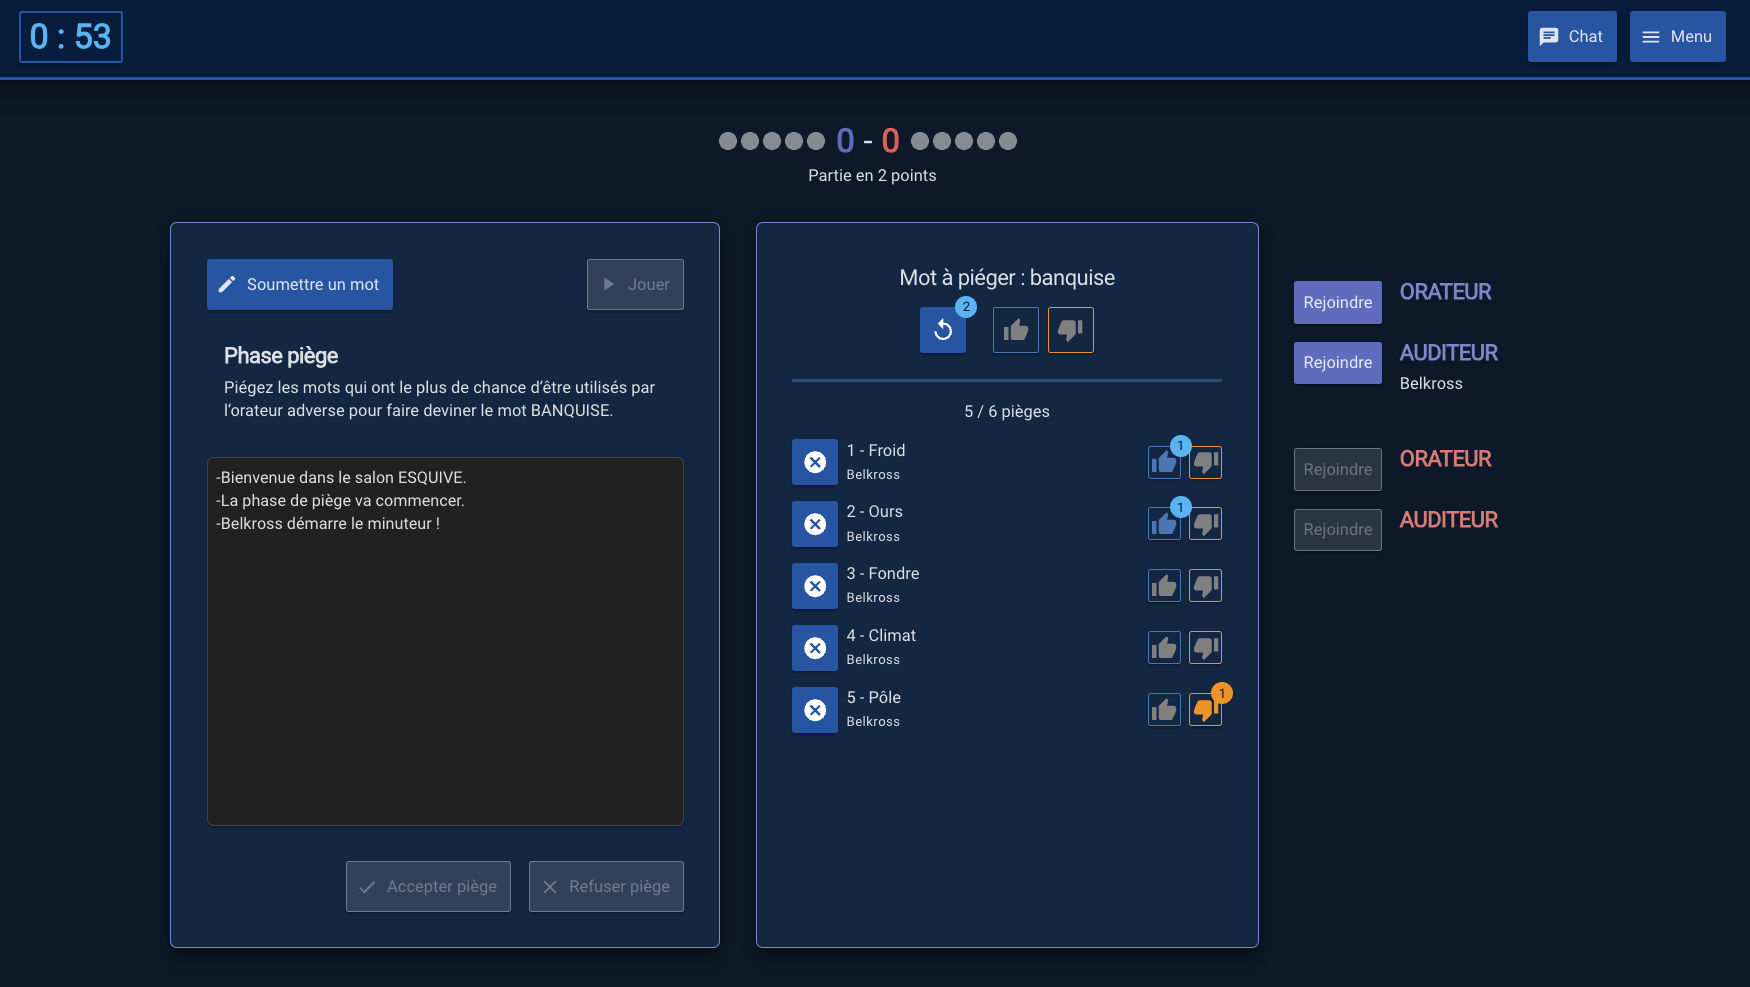 0 : 53
Chat
Menu
0 - 0
Partie en 2 points
Soumettre un mot
Jouer
Phase piège
Piégez les mots qui ont le plus de chance d’être utilisés par
l’orateur adverse pour faire deviner le mot BANQUISE.
-Bienvenue dans le salon ESQUIVE.
-La phase de piège va commencer.
-Belkross démarre le minuteur !
Accepter piège
Refuser piège
Mot à piéger : banquise
2
5 / 6 pièges
1 - Froid
Belkross
1
2 - Ours
Belkross
1
3 - Fondre
Belkross
4 - Climat
Belkross
5 - Pôle
Belkross
1
Rejoindre
ORATEUR
Rejoindre
AUDITEUR
Belkross
Rejoindre
ORATEUR
Rejoindre
AUDITEUR